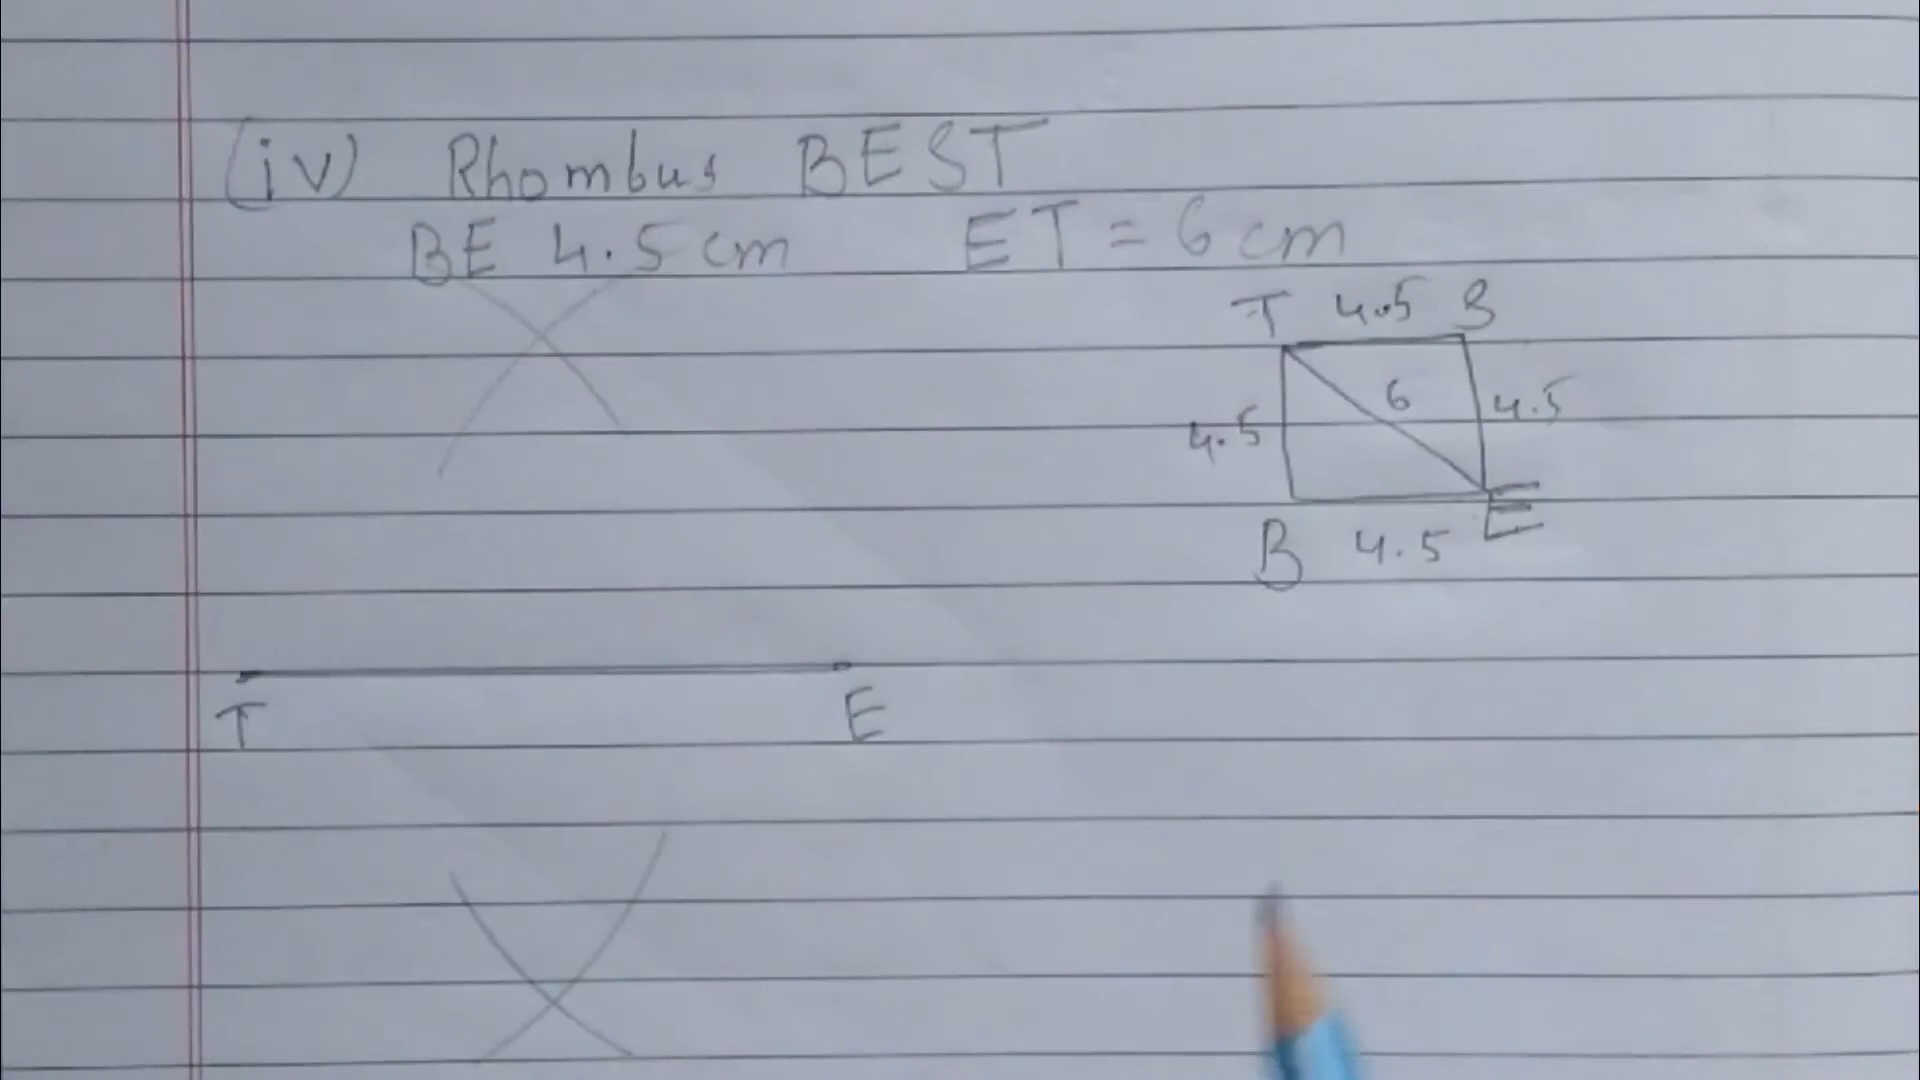 (iv) Rhombus BEST
BE 4.5 cm ET = 6 cm
T 4.5 S
6
4.5 4.5
B 4.5 E
T E